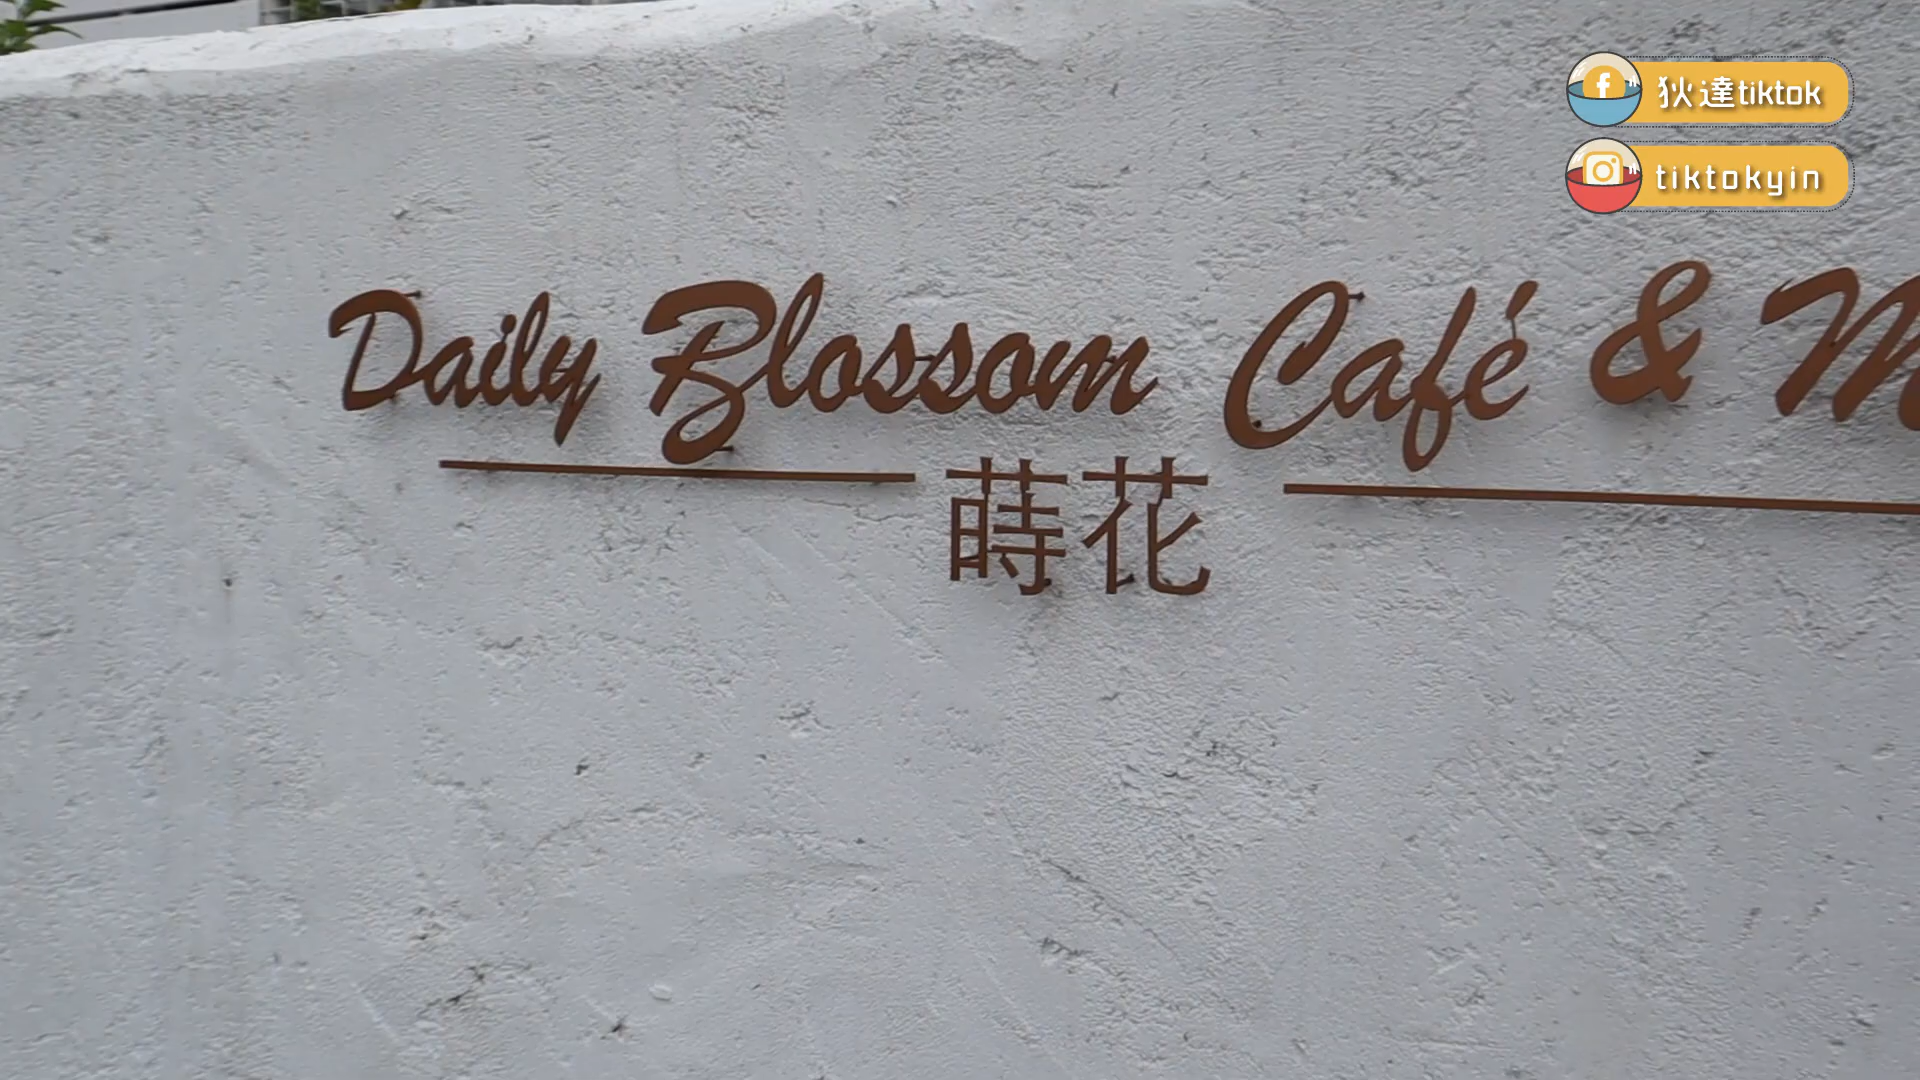 狄達tiktok
tiktokyin
Daily Blossom Café &
蒔花